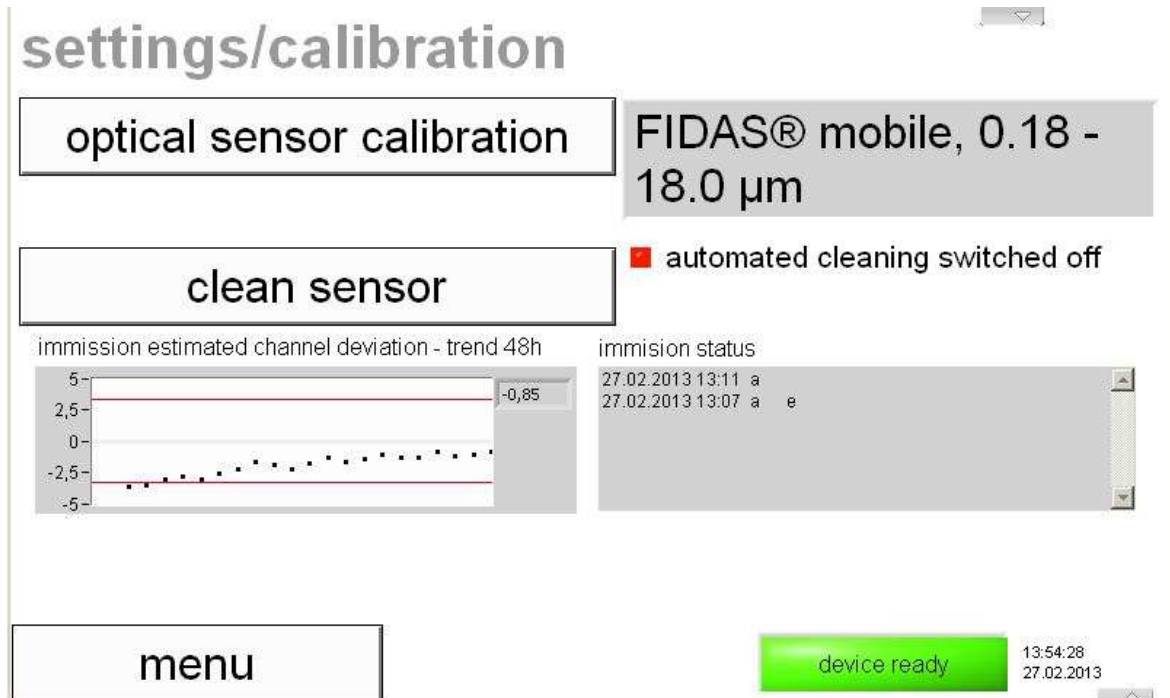 settings/calibration
optical sensor calibration
FIDAS® mobile, 0.18 -
18.0 µm
automated cleaning switched off
clean sensor
immission estimated channel deviation - trend 48h
immision status
5
2,5
0
-2,5
-5
-0,85
27.02.2013 13:11 a
27.02.2013 13:07 a e
menu
device ready
13:54:28
27.02.2013